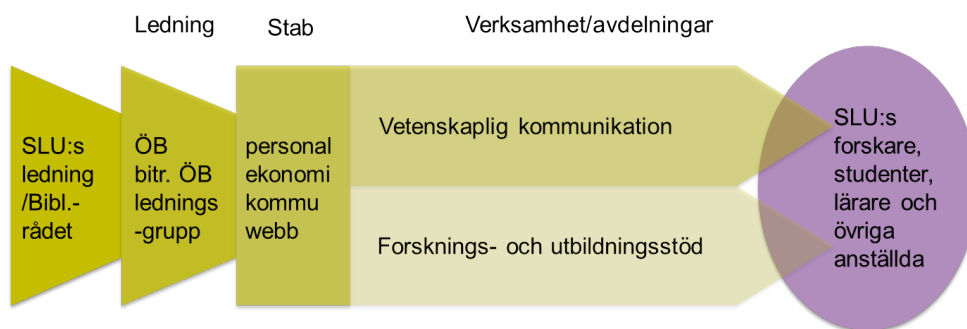 Ledning
Stab
Verksamhet/avdelningar
SLU:s
ledning
/Bibl.-
rådet
ÖB
bitr. ÖB
lednings
-grupp
personal
ekonomi
kommu
webb
Vetenskaplig kommunikation
Forsknings- och utbildningsstöd
SLU:s
forskare,
studenter,
lärare och
övriga
anställda